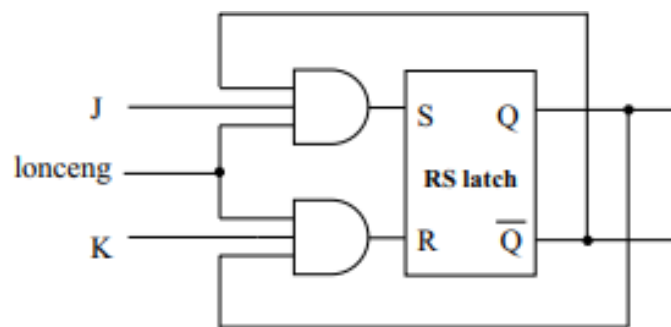 J
S Q
lonceng
RS latch
K
R Q̅